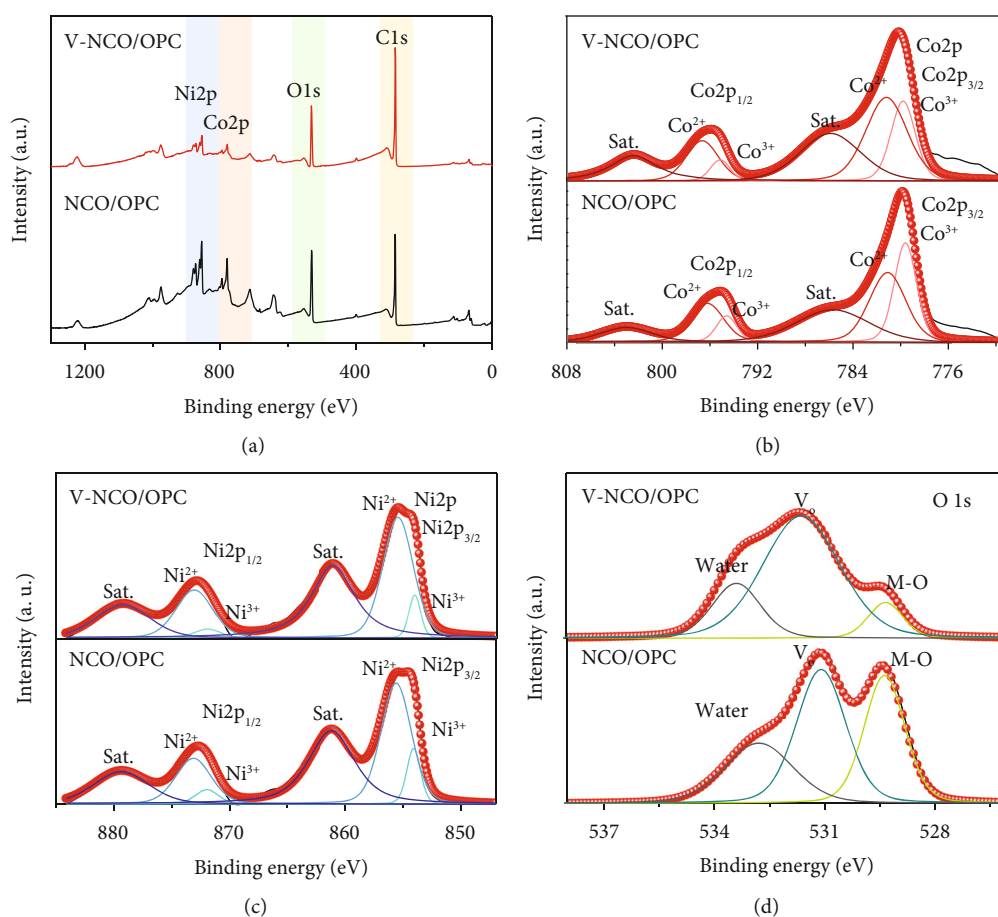 V-NCO/OPC
C1s
Ni2p
O1s
Co2p
NCO/OPC
Intensity (a.u.)
1200
800
400
0
Binding energy (eV)
(a)
V-NCO/OPC
Co2p
Co²⁺
Co2p₃/₂
Co2p₁/₂
Co³⁺
Sat.
Co²⁺
Co³⁺
Sat.
NCO/OPC
Co2p₃/₂
Co³⁺
Co²⁺
Co2p₁/₂
Co²⁺
Sat.
Co³⁺
Sat.
Intensity (a.u.)
808
800
792
784
776
Binding energy (eV)
(b)
V-NCO/OPC
Ni²⁺
Ni2p
Ni2p₃/₂
Ni2p₁/₂
Sat.
Ni²⁺
Sat.
Ni³⁺
Ni³⁺
NCO/OPC
Ni²⁺
Ni2p₃/₂
Ni2p₁/₂
Sat.
Ni²⁺
Ni³⁺
Sat.
Ni³⁺
Intensity (a. u.)
880
870
860
850
Binding energy (eV)
(c)
V-NCO/OPC
Vₒ
O 1s
Water
M-O
NCO/OPC
Vₒ
M-O
Water
Intensity (a.u.)
537
534
531
528
Binding energy (eV)
(d)